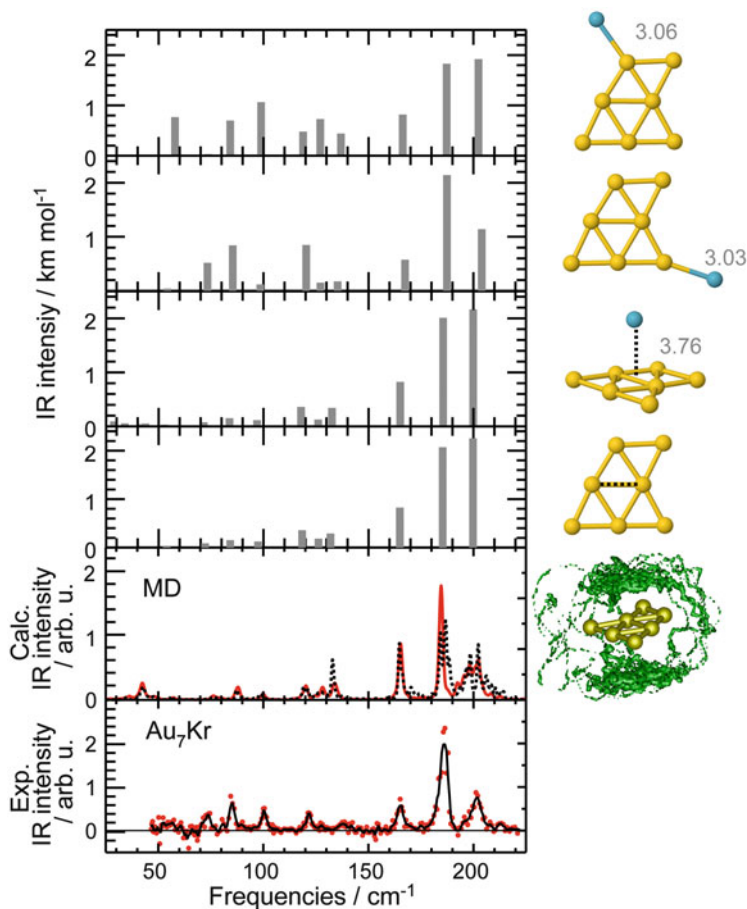 2
1
0
3.06
2
1
0
3.03
IR intensiy / km mol-1
2
1
0
3.76
2
1
0
Calc.
IR intensity
/ arb. u.
2
1
0
MD
Exp.
IR intensity
/ arb. u.
2
1
0
Au7Kr
50 100 150 200
Frequencies / cm-1